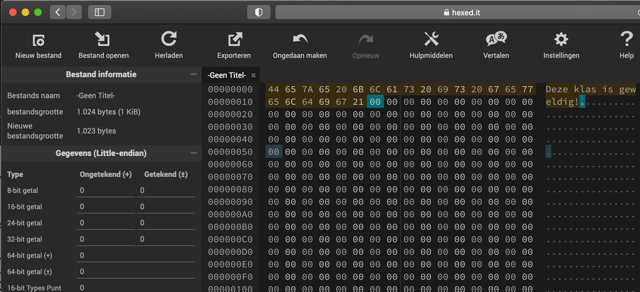 hexed.it
Nieuw bestand
Bestand openen
Herladen
Exporteren
Ongedaan maken
Opnieuw
Hulpmiddelen
Vertalen
Instellingen
Help
Bestand informatie
Bestands naam -Geen Titel-
bestandsgrootte 1.024 bytes (1 KiB)
Nieuwe bestandsgrootte 1.023 bytes
Gegevens (Little-endian)
Type Ongetekend (+) Getekend (±)
8-bit getal 0 0
16-bit getal 0 0
24-bit getal 0 0
32-bit getal 0 0
64-bit getal (+) 0
64-bit getal (±) 0
16-bit Types Punt 0
-Geen Titel- ×
00000000 44 65 7A 65 20 6B 6C 61 73 20 69 73 20 67 65 77 Deze klas is gew
00000010 65 6C 64 69 67 21 00 00 00 00 00 00 00 00 00 00 eldig!..........
00000020 00 00 00 00 00 00 00 00 00 00 00 00 00 00 00 00 ................
00000030 00 00 00 00 00 00 00 00 00 00 00 00 00 00 00 00 ................
00000040 00 00 00 00 00 00 00 00 00 00 00 00 00 00 00 00 ................
00000050 00 00 00 00 00 00 00 00 00 00 00 00 00 00 00 00 ................
00000060 00 00 00 00 00 00 00 00 00 00 00 00 00 00 00 00 ................
00000070 00 00 00 00 00 00 00 00 00 00 00 00 00 00 00 00 ................
00000080 00 00 00 00 00 00 00 00 00 00 00 00 00 00 00 00 ................
00000090 00 00 00 00 00 00 00 00 00 00 00 00 00 00 00 00 ................
000000A0 00 00 00 00 00 00 00 00 00 00 00 00 00 00 00 00 ................
000000B0 00 00 00 00 00 00 00 00 00 00 00 00 00 00 00 00 ................
000000C0 00 00 00 00 00 00 00 00 00 00 00 00 00 00 00 00 ................
000000D0 00 00 00 00 00 00 00 00 00 00 00 00 00 00 00 00 ................
000000E0 00 00 00 00 00 00 00 00 00 00 00 00 00 00 00 00 ................
000000F0 00 00 00 00 00 00 00 00 00 00 00 00 00 00 00 00 ................
00000100 00 00 00 00 00 00 00 00 00 00 00 00 00 00 00 00 ................